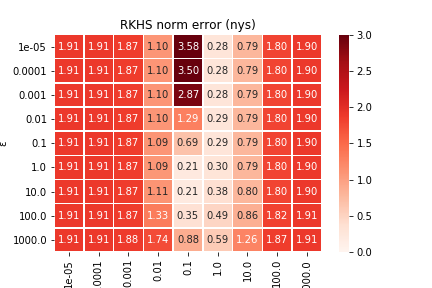 RKHS norm error (nys)
1e-05 1.91 1.91 1.87 1.10 3.58 0.28 0.79 1.80 1.90
0.0001 1.91 1.91 1.87 1.10 3.50 0.28 0.79 1.80 1.90
0.001 1.91 1.91 1.87 1.10 2.87 0.28 0.79 1.80 1.90
0.01 1.91 1.91 1.87 1.10 1.29 0.29 0.79 1.80 1.90
0.1 1.91 1.91 1.87 1.09 0.69 0.29 0.79 1.80 1.90
1.0 1.91 1.91 1.87 1.09 0.21 0.30 0.79 1.80 1.90
10.0 1.91 1.91 1.87 1.11 0.21 0.38 0.80 1.80 1.90
100.0 1.91 1.91 1.87 1.33 0.35 0.49 0.86 1.82 1.91
1000.0 1.91 1.91 1.88 1.74 0.88 0.59 1.26 1.87 1.91
1e-05 0001 0.001 0.01 0.1 1.0 10.0 100.0 000.0
ε
3.0
2.5
2.0
1.5
1.0
0.5
0.0